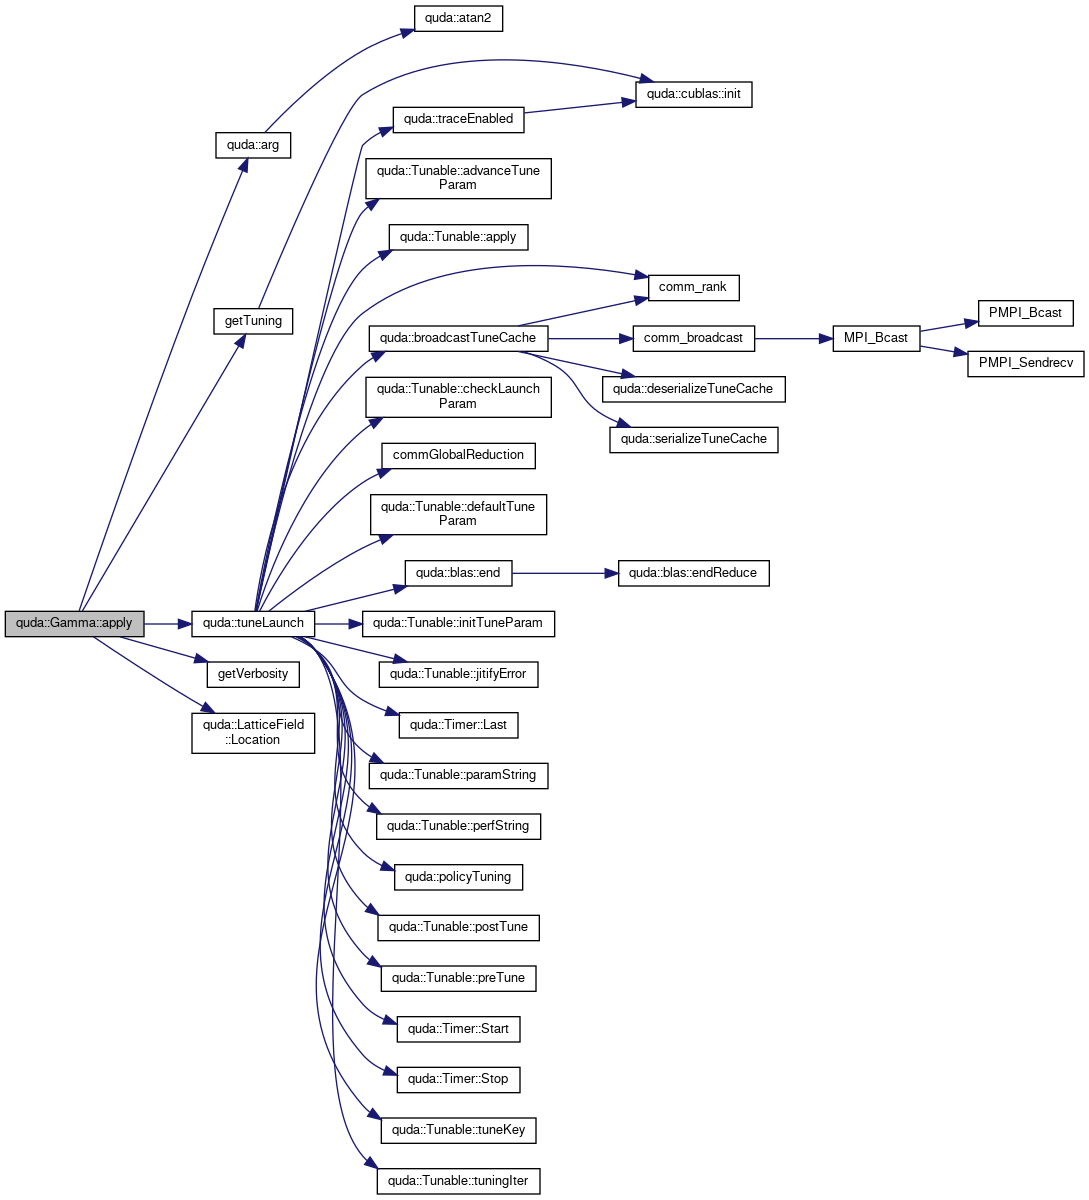 quda::atan2
quda::cublas::init
quda::traceEnabled
quda::arg
quda::Tunable::advanceTune
Param
quda::Tunable::apply
comm_rank
getTuning
PMPI_Bcast
quda::broadcastTuneCache
comm_broadcast
MPI_Bcast
PMPI_Sendrecv
quda::Tunable::checkLaunch
Param
quda::deserializeTuneCache
quda::serializeTuneCache
commGlobalReduction
quda::Tunable::defaultTune
Param
quda::blas::end
quda::blas::endReduce
quda::Gamma::apply
quda::tuneLaunch
quda::Tunable::initTuneParam
getVerbosity
quda::Tunable::jitifyError
quda::LatticeField
::Location
quda::Timer::Last
quda::Tunable::paramString
quda::Tunable::perfString
quda::policyTuning
quda::Tunable::postTune
quda::Tunable::preTune
quda::Timer::Start
quda::Timer::Stop
quda::Tunable::tuneKey
quda::Tunable::tuningIter